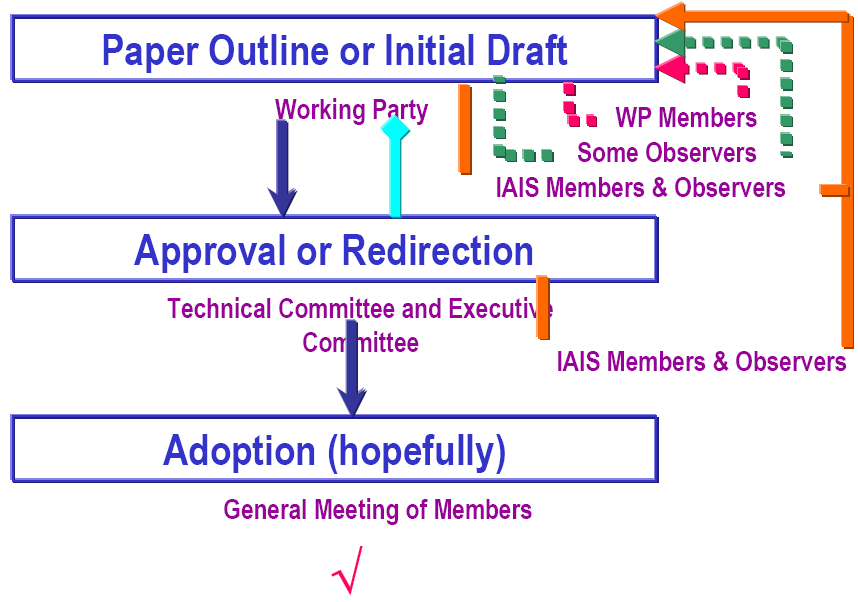 Paper Outline or Initial Draft
Working Party
WP Members
Some Observers
IAIS Members & Observers
Approval or Redirection
Technical Committee and Executive
Committee
IAIS Members & Observers
Adoption (hopefully)
General Meeting of Members
√